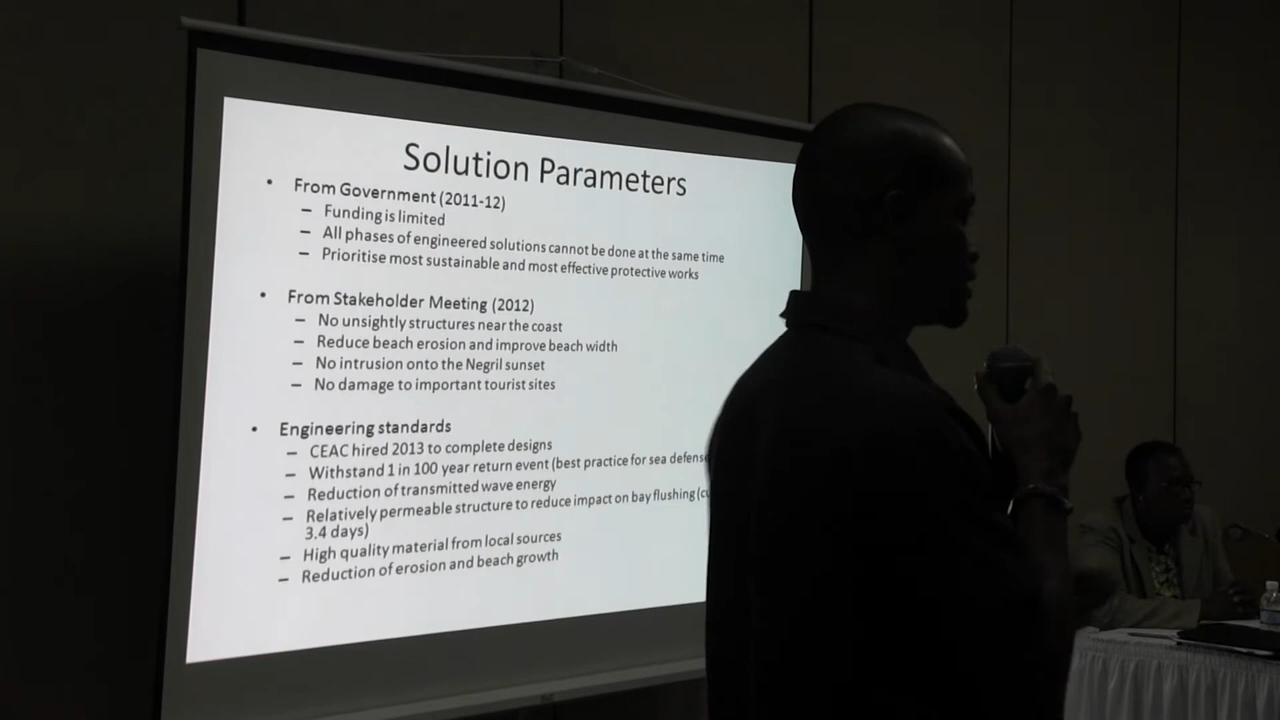 Solution Parameters
• From Government (2011-12)
– Funding is limited
– All phases of engineered solutions cannot be done at the same time
– Prioritise most sustainable and most effective protective works
• From Stakeholder Meeting (2012)
– No unsightly structures near the coast
– Reduce beach erosion and improve beach width
– No intrusion onto the Negril sunset
– No damage to important tourist sites
• Engineering standards
– CEAC hired 2013 to complete designs
– Withstand 1 in 100 year return event (best practice for sea defens
– Reduction of transmitted wave energy
– Relatively permeable structure to reduce impact on bay flushing (
3.4 days)
– High quality material from local sources
– Reduction of erosion and beach growth